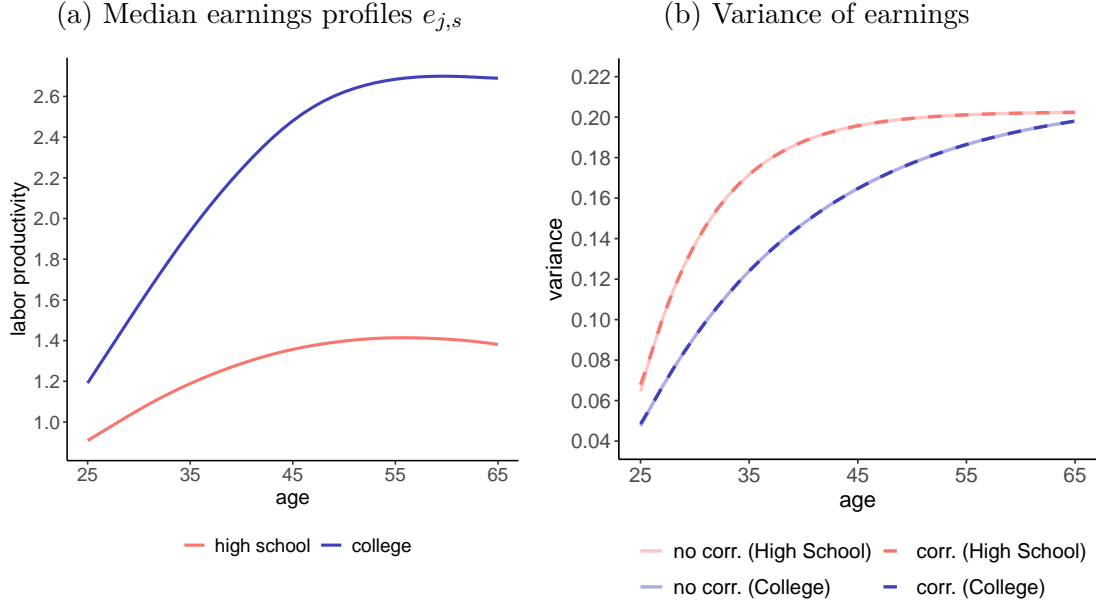 (a) Median earnings profiles e_{j,s}
labor productivity
2.6
2.4
2.2
2.0
1.8
1.6
1.4
1.2
1.0
25 35 45 55 65
age
high school college
(b) Variance of earnings
variance
0.22
0.20
0.18
0.16
0.14
0.12
0.10
0.08
0.06
0.04
25 35 45 55 65
age
no corr. (High School) corr. (High School)
no corr. (College) corr. (College)